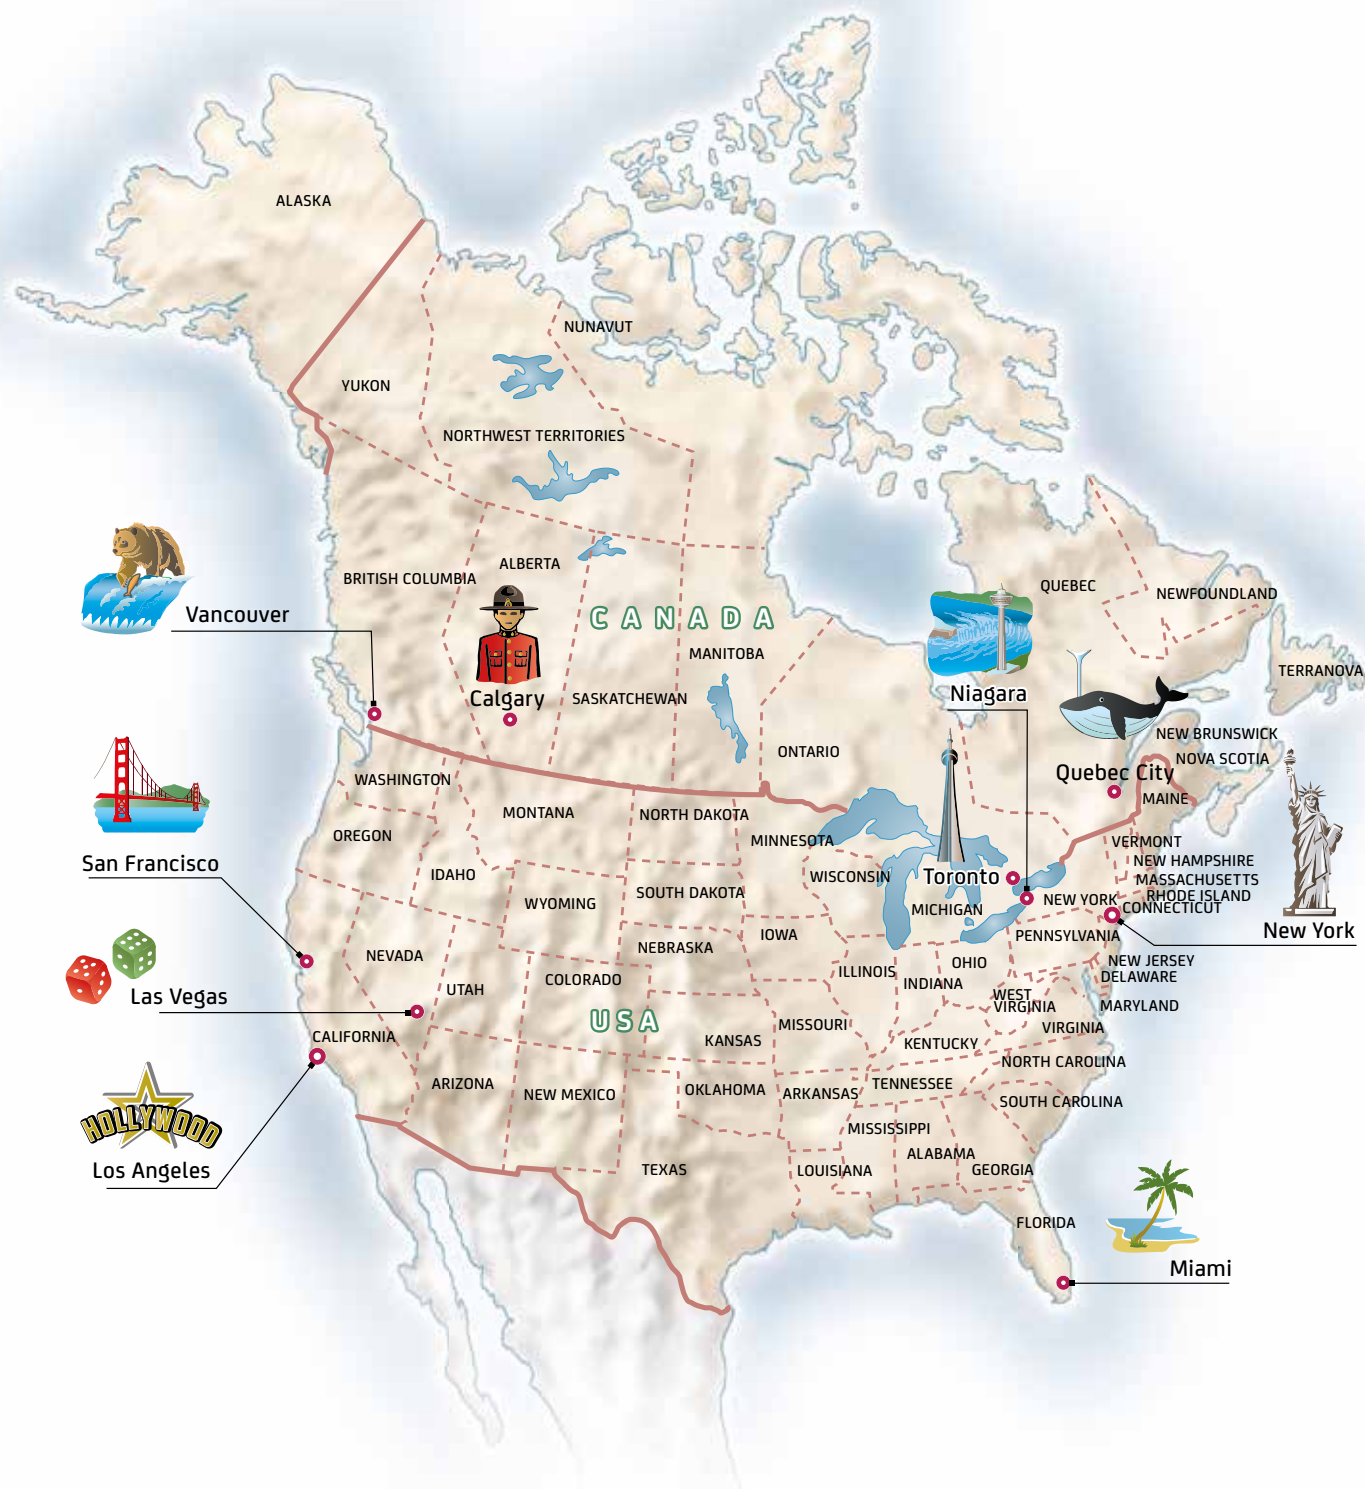 ALASKA
NUNAVUT
YUKON
NORTHWEST TERRITORIES
ALBERTA
BRITISH COLUMBIA
QUEBEC
NEWFOUNDLAND
Vancouver
CANADA
MANITOBA
TERRANOVA
Niagara
Calgary
SASKATCHEWAN
NEW BRUNSWICK
ONTARIO
NOVA SCOTIA
Quebec City
WASHINGTON
MAINE
MONTANA
NORTH DAKOTA
OREGON
MINNESOTA
VERMONT
San Francisco
NEW HAMPSHIRE
IDAHO
WISCONSIN
Toronto
MASSACHUSETTS
SOUTH DAKOTA
RHODE ISLAND
WYOMING
NEW YORK
MICHIGAN
CONNECTICUT
New York
IOWA
PENNSYLVANIA
NEBRASKA
NEVADA
OHIO
NEW JERSEY
ILLINOIS
COLORADO
DELAWARE
INDIANA
UTAH
Las Vegas
WEST
VIRGINIA
MARYLAND
USA
MISSOURI
VIRGINIA
CALIFORNIA
KANSAS
KENTUCKY
NORTH CAROLINA
ARIZONA
TENNESSEE
OKLAHOMA
NEW MEXICO
ARKANSAS
SOUTH CAROLINA
HOLLYWOOD
MISSISSIPPI
ALABAMA
Los Angeles
TEXAS
LOUISIANA
GEORGIA
FLORIDA
Miami